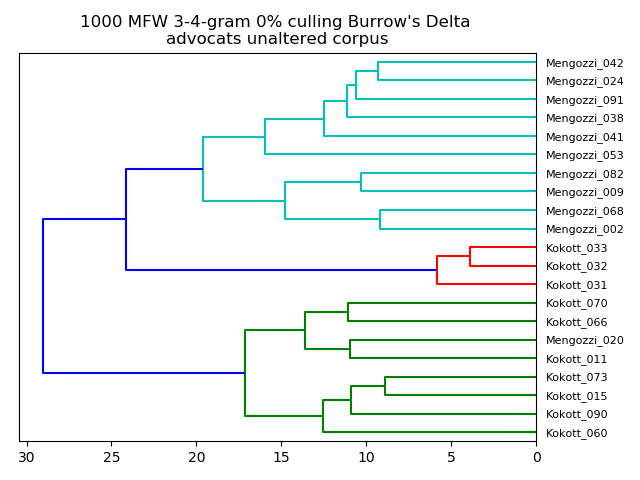 1000 MFW 3-4-gram 0% culling Burrow's Delta
advocats unaltered corpus
Mengozzi_042
Mengozzi_024
Mengozzi_091
Mengozzi_038
Mengozzi_041
Mengozzi_053
Mengozzi_082
Mengozzi_009
Mengozzi_068
Mengozzi_002
Kokott_033
Kokott_032
Kokott_031
Kokott_070
Kokott_066
Mengozzi_020
Kokott_011
Kokott_073
Kokott_015
Kokott_090
Kokott_060
30 25 20 15 10 5 0